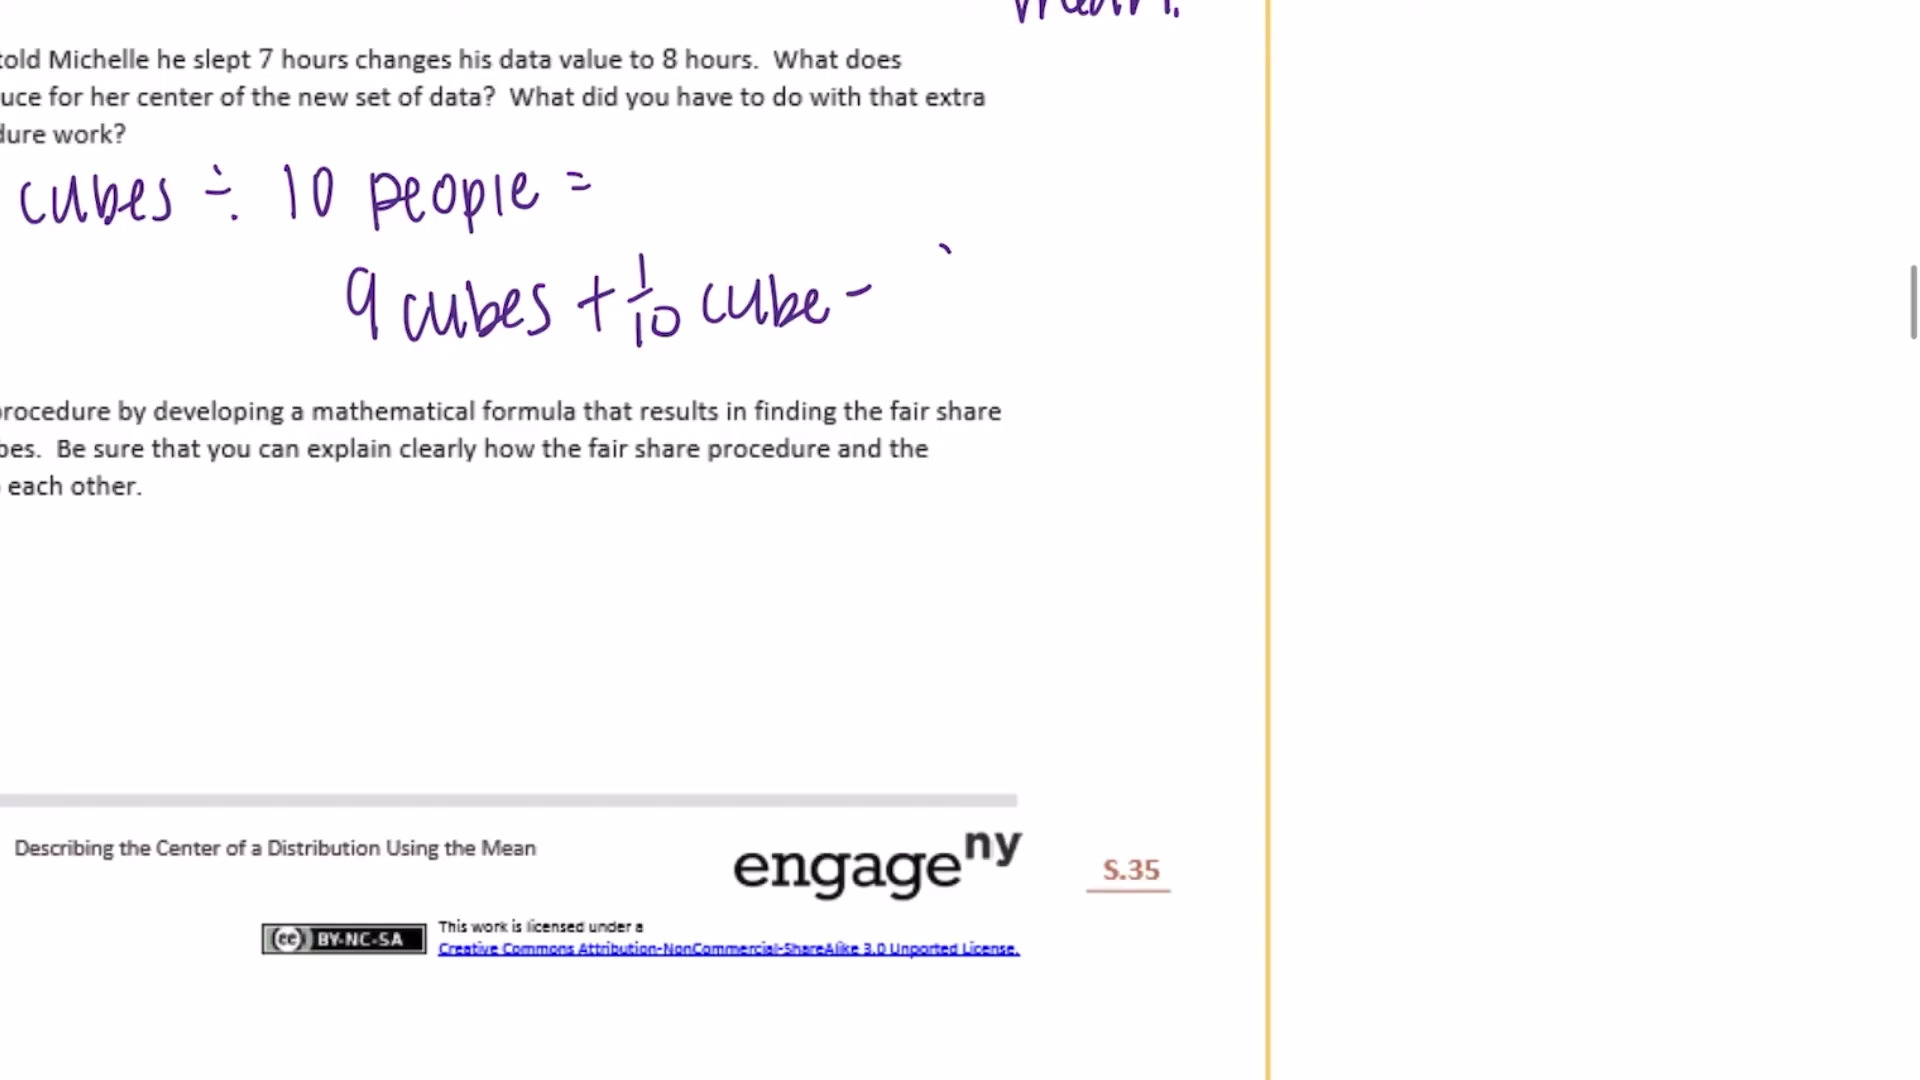 mean.
told Michelle he slept 7 hours changes his data value to 8 hours. What does
uce for her center of the new set of data? What did you have to do with that extra
dure work?
cubes ÷ 10 people =
9 cubes + 1/10 cube -
procedure by developing a mathematical formula that results in finding the fair share
bes. Be sure that you can explain clearly how the fair share procedure and the
each other.
Describing the Center of a Distribution Using the Mean
engage ny
S.35
cc BY-NC-SA
This work is licensed under a
Creative Commons Attribution-NonCommercial-ShareAlike 3.0 Unported License.